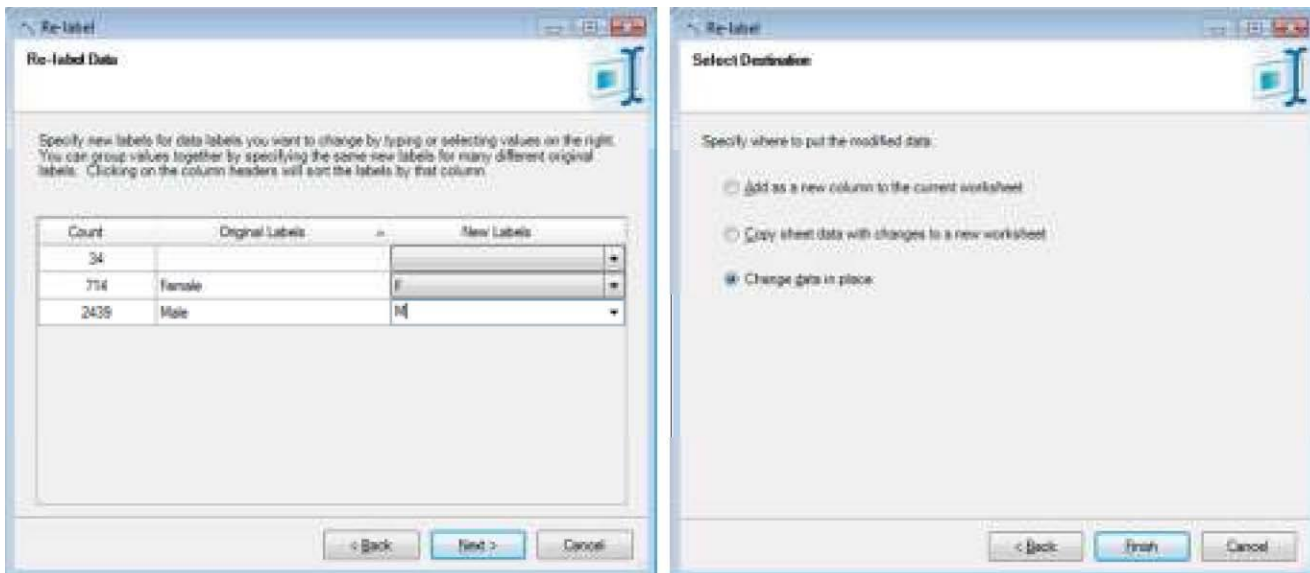 Re-label
Re-label Data
Specify new labels for data labels you want to change by typing or selecting values on the right.
You can group values together by specifying the same new labels for many different original
labels. Clicking on the column headers will sort the labels by that column.
Count Original Labels New Labels
34
714 Female F
2439 Male M
< Back Next > Cancel
Re-label
Select Destination
Specify where to put the modified data:
Add as a new column to the current worksheet
Copy sheet data with changes to a new worksheet
Change data in place
< Back Finish Cancel